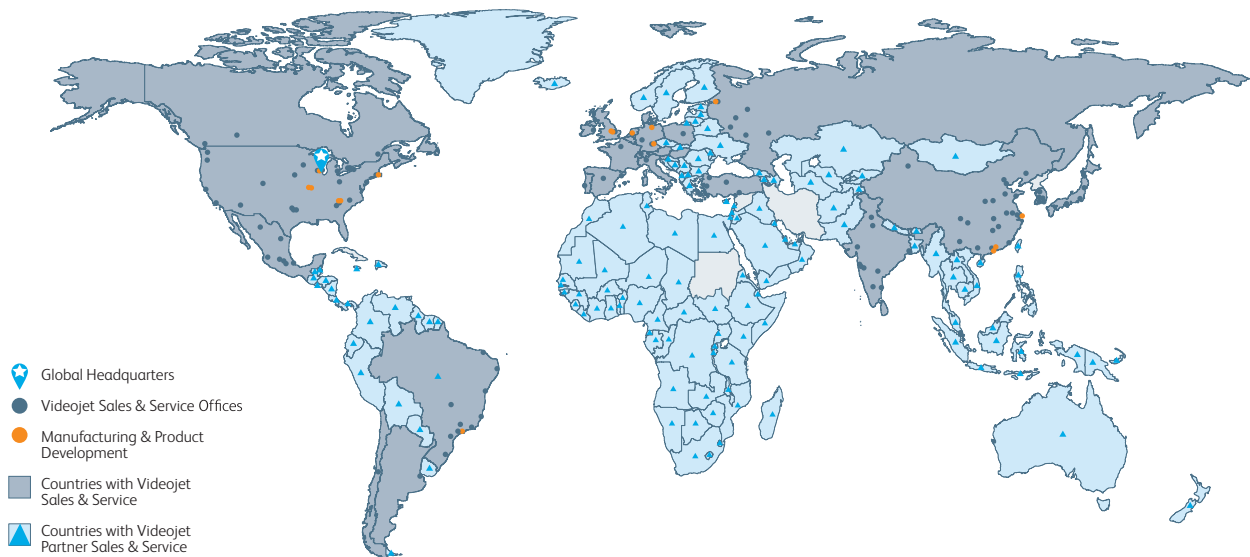 Global Headquarters
Videojet Sales & Service Offices
Manufacturing & Product
Development
Countries with Videojet
Sales & Service
Countries with Videojet
Partner Sales & Service